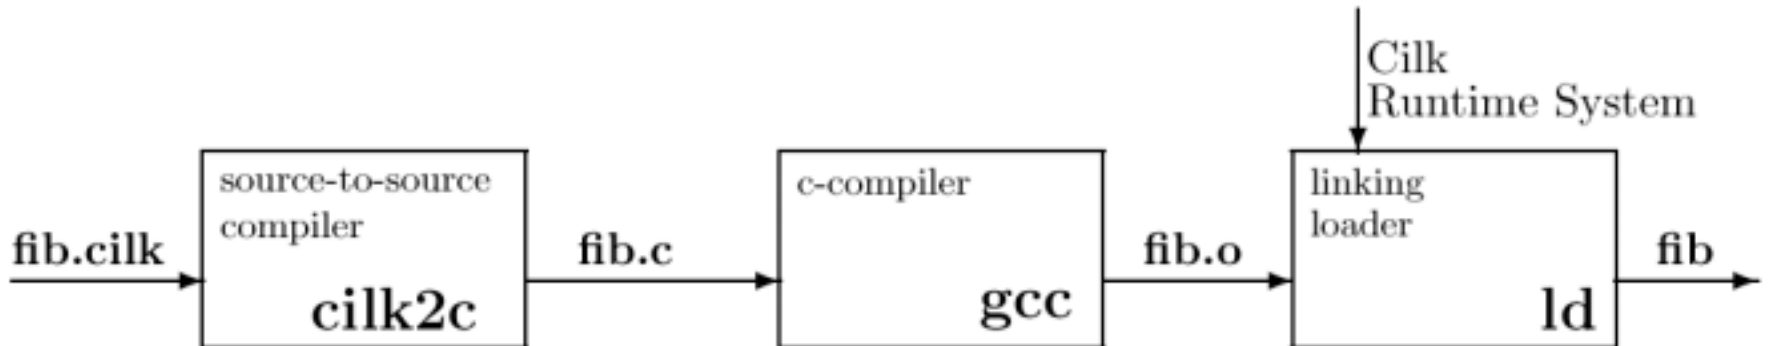 Cilk
Runtime System
source-to-source
compiler
c-compiler
linking
loader
fib.cilk
fib.c
fib.o
fib
cilk2c
gcc
ld